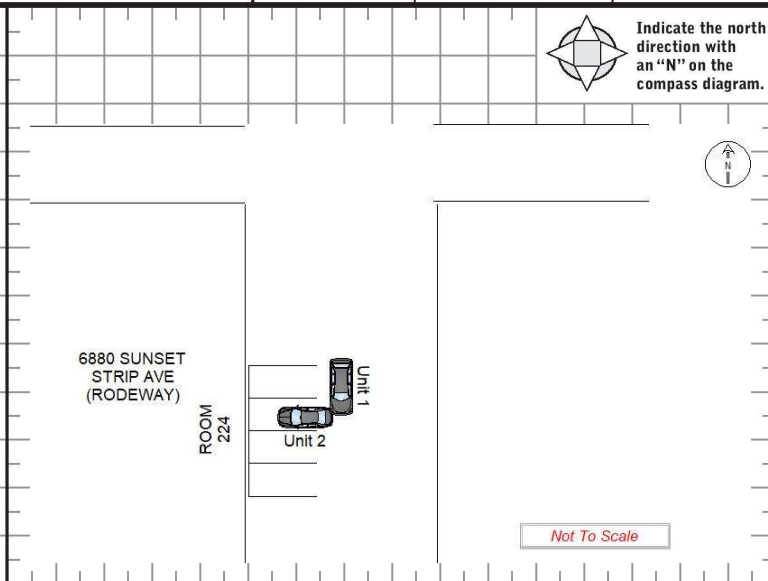 Indicate the north
direction with
an “N” on the
compass diagram.
N
6880 SUNSET
STRIP AVE
(RODEWAY)
ROOM
224
Unit 1
Unit 2
Not To Scale